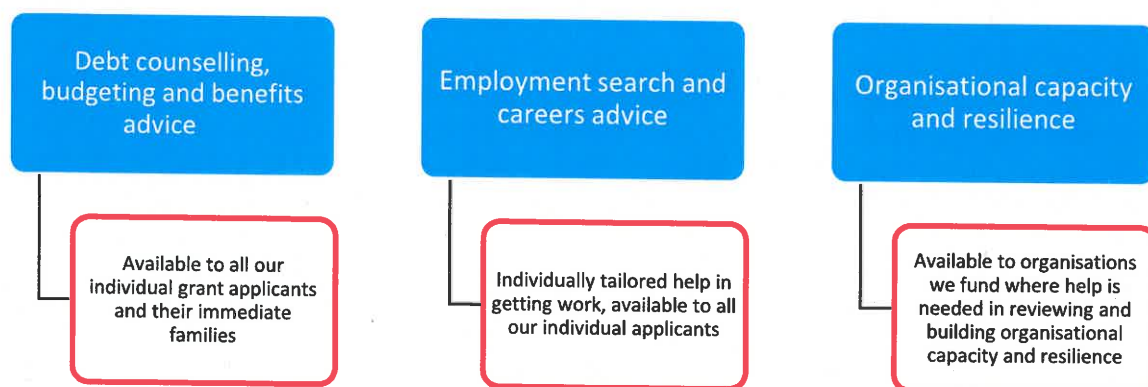 Debt counselling,
budgeting and benefits
advice
Available to all our
individual grant applicants
and their immediate
families
Employment search and
careers advice
Individually tailored help in
getting work, available to all
our individual applicants
Organisational capacity
and resilience
Available to organisations
we fund where help is
needed in reviewing and
building organisational
capacity and resilience